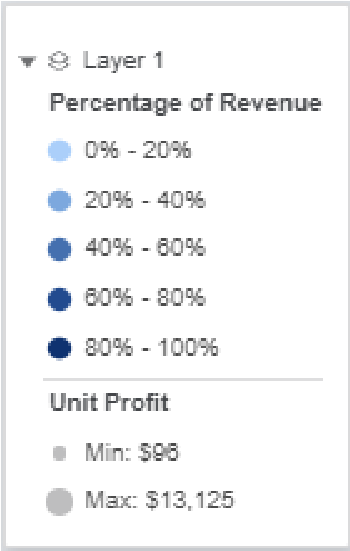 Layer 1
Percentage of Revenue
0% - 20%
20% - 40%
40% - 60%
60% - 80%
80% - 100%
Unit Profit
Min: $96
Max: $13,125